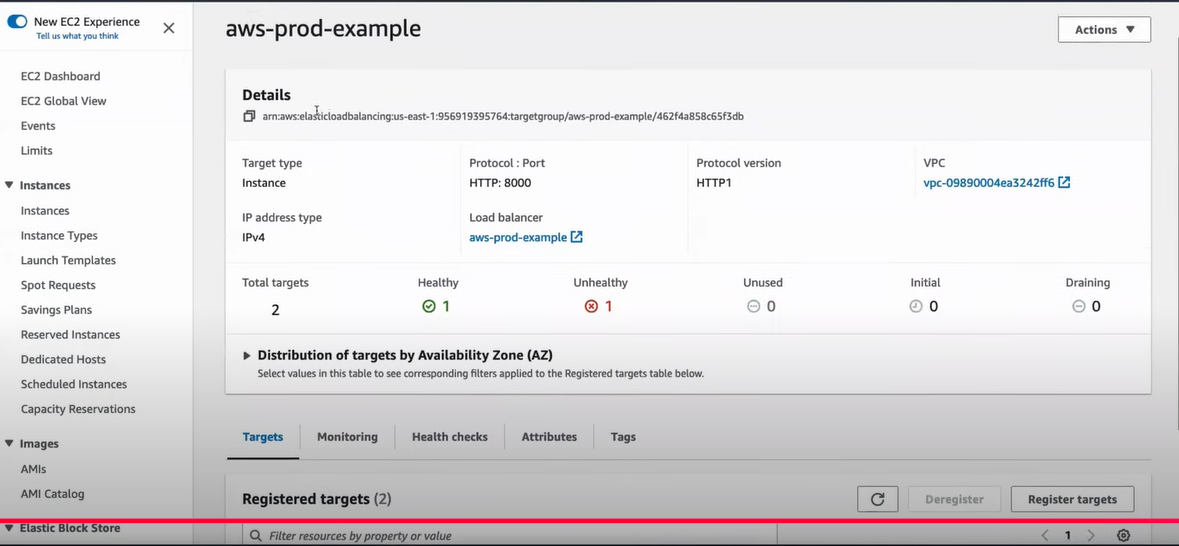 New EC2 Experience
Tell us what you think
EC2 Dashboard
EC2 Global View
Events
Limits
Instances
Instances
Instance Types
Launch Templates
Spot Requests
Savings Plans
Reserved Instances
Dedicated Hosts
Scheduled Instances
Capacity Reservations
Images
AMIs
AMI Catalog
Elastic Block Store
aws-prod-example
Actions
Details
arn:aws:elasticloadbalancing:us-east-1:956919395764:targetgroup/aws-prod-example/462f4a858c65f3db
Target type
Instance
Protocol : Port
HTTP: 8000
Protocol version
HTTP1
VPC
vpc-09890004ea3242ff6
IP address type
IPv4
Load balancer
aws-prod-example
Total targets
2
Healthy
1
Unhealthy
1
Unused
0
Initial
0
Draining
0
Distribution of targets by Availability Zone (AZ)
Select values in this table to see corresponding filters applied to the Registered targets table below.
Targets
Monitoring
Health checks
Attributes
Tags
Registered targets (2)
Deregister
Register targets
Filter resources by property or value
1